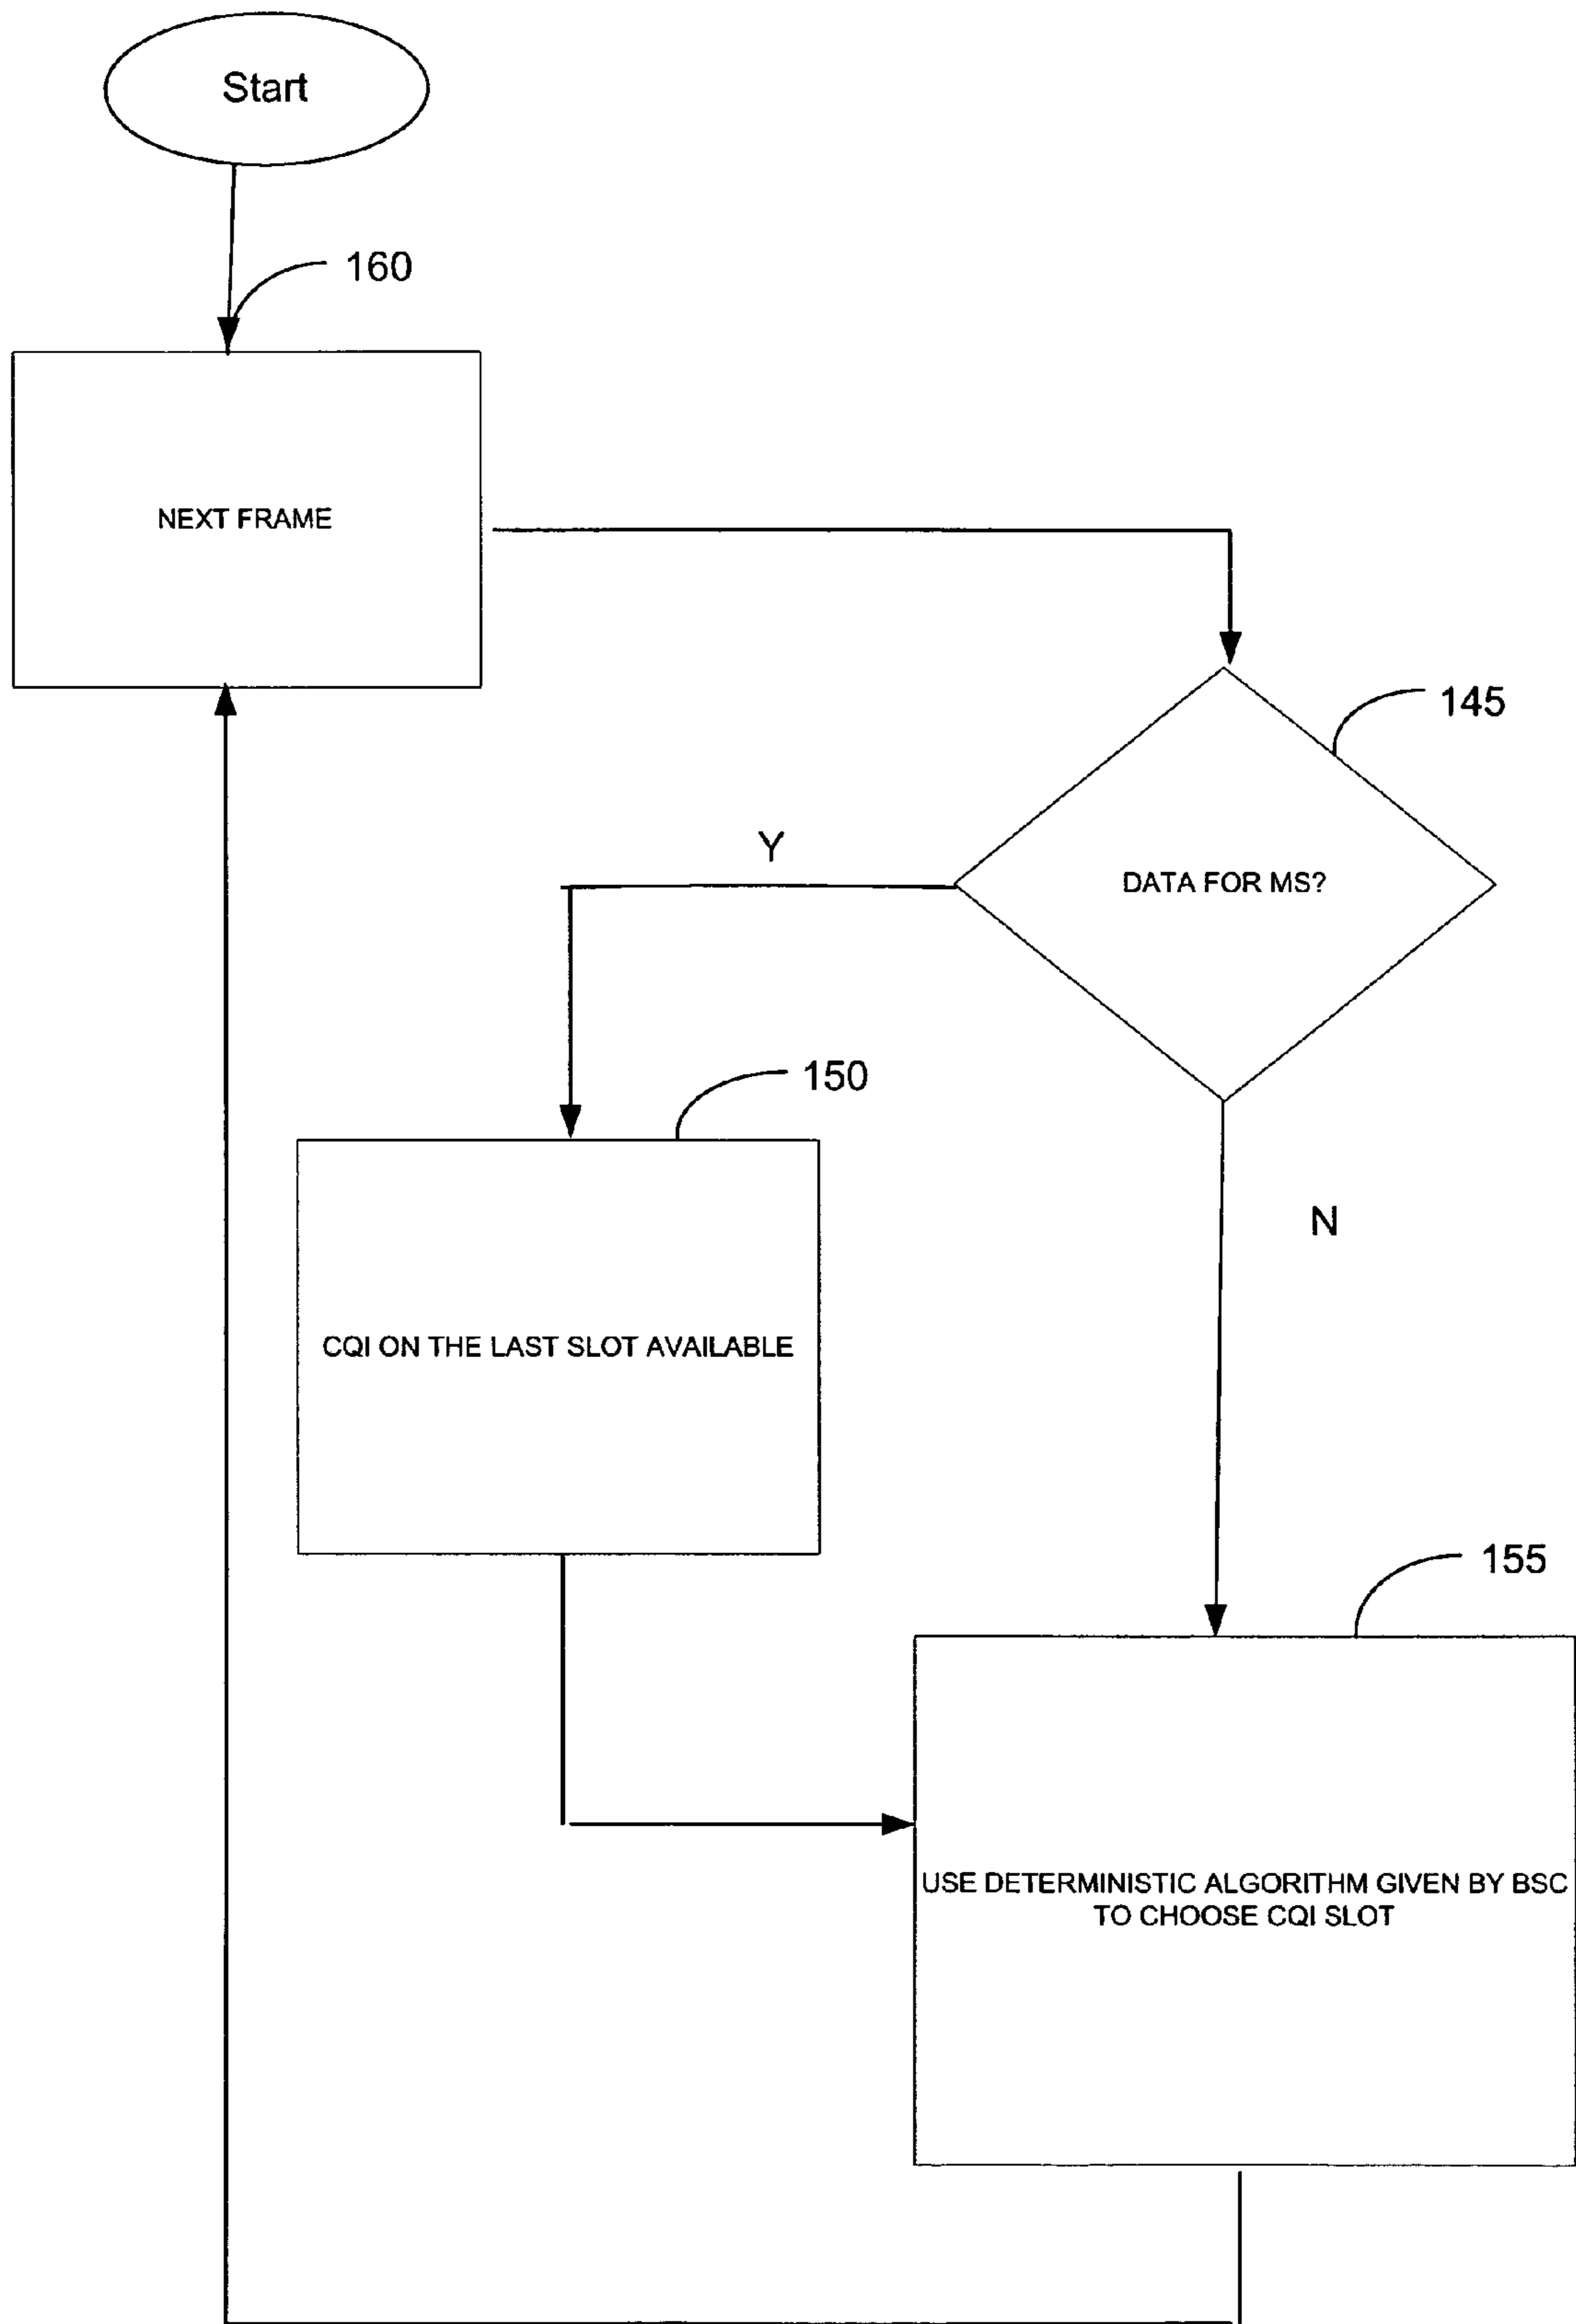 Start
160
NEXT FRAME
145
DATA FOR MS?
Y
150
N
CQI ON THE LAST SLOT AVAILABLE
155
USE DETERMINISTIC ALGORITHM GIVEN BY BSC
TO CHOOSE CQI SLOT